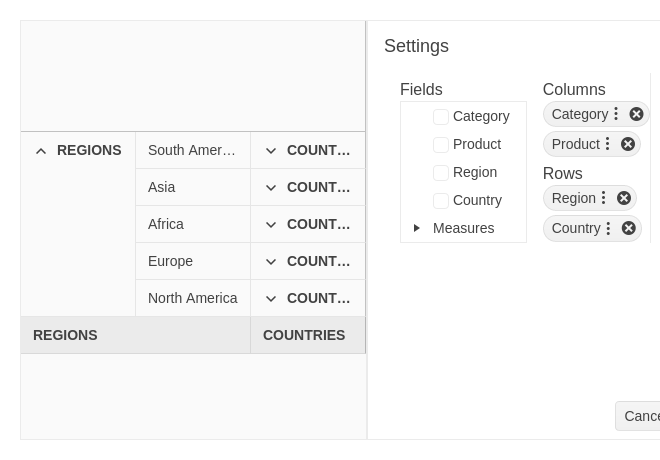 Settings
Fields
Category
Product
Region
Country
Measures
Columns
Category
Product
Rows
Region
Country
REGIONS
South Amer…
COUNT…
Asia
COUNT…
Africa
COUNT…
Europe
COUNT…
North America
COUNT…
REGIONS
COUNTRIES
Cance